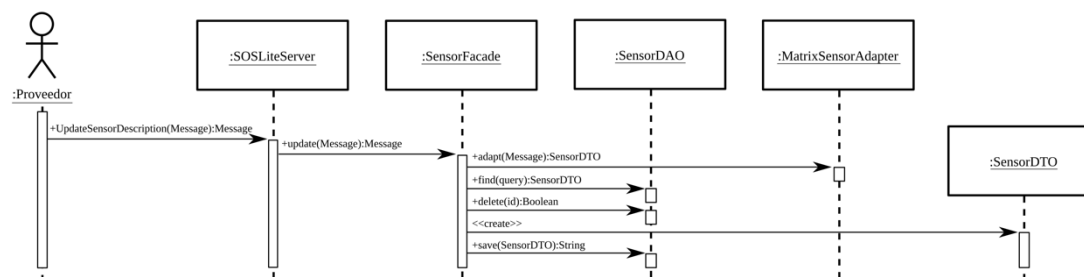 :Proveedor
:SOSLiteServer
:SensorFacade
:SensorDAO
:MatrixSensorAdapter
+UpdateSensorDescription(Message):Message
+update(Message):Message
+adapt(Message):SensorDTO
:SensorDTO
+find(query):SensorDTO
+delete(id):Boolean
<<create>>
+save(SensorDTO):String